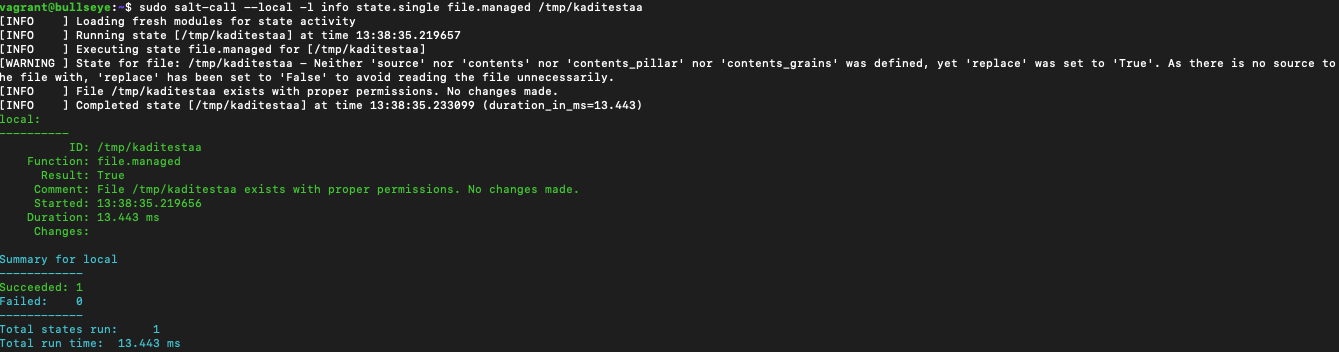 vagrant@bullseye:~$ sudo salt-call --local -l info state.single file.managed /tmp/kaditestaa
[INFO    ] Loading fresh modules for state activity
[INFO    ] Running state [/tmp/kaditestaa] at time 13:38:35.219657
[INFO    ] Executing state file.managed for [/tmp/kaditestaa]
[WARNING ] State for file: /tmp/kaditestaa - Neither 'source' nor 'contents' nor 'contents_pillar' nor 'contents_grains' was defined, yet 'replace' was set to 'True'. As there is no source to
he file with, 'replace' has been set to 'False' to avoid reading the file unnecessarily.
[INFO    ] File /tmp/kaditestaa exists with proper permissions. No changes made.
[INFO    ] Completed state [/tmp/kaditestaa] at time 13:38:35.233099 (duration_in_ms=13.443)
local:
----------
          ID: /tmp/kaditestaa
    Function: file.managed
      Result: True
     Comment: File /tmp/kaditestaa exists with proper permissions. No changes made.
     Started: 13:38:35.219656
    Duration: 13.443 ms
     Changes:

Summary for local
------------
Succeeded: 1
Failed:    0
------------
Total states run:     1
Total run time:  13.443 ms